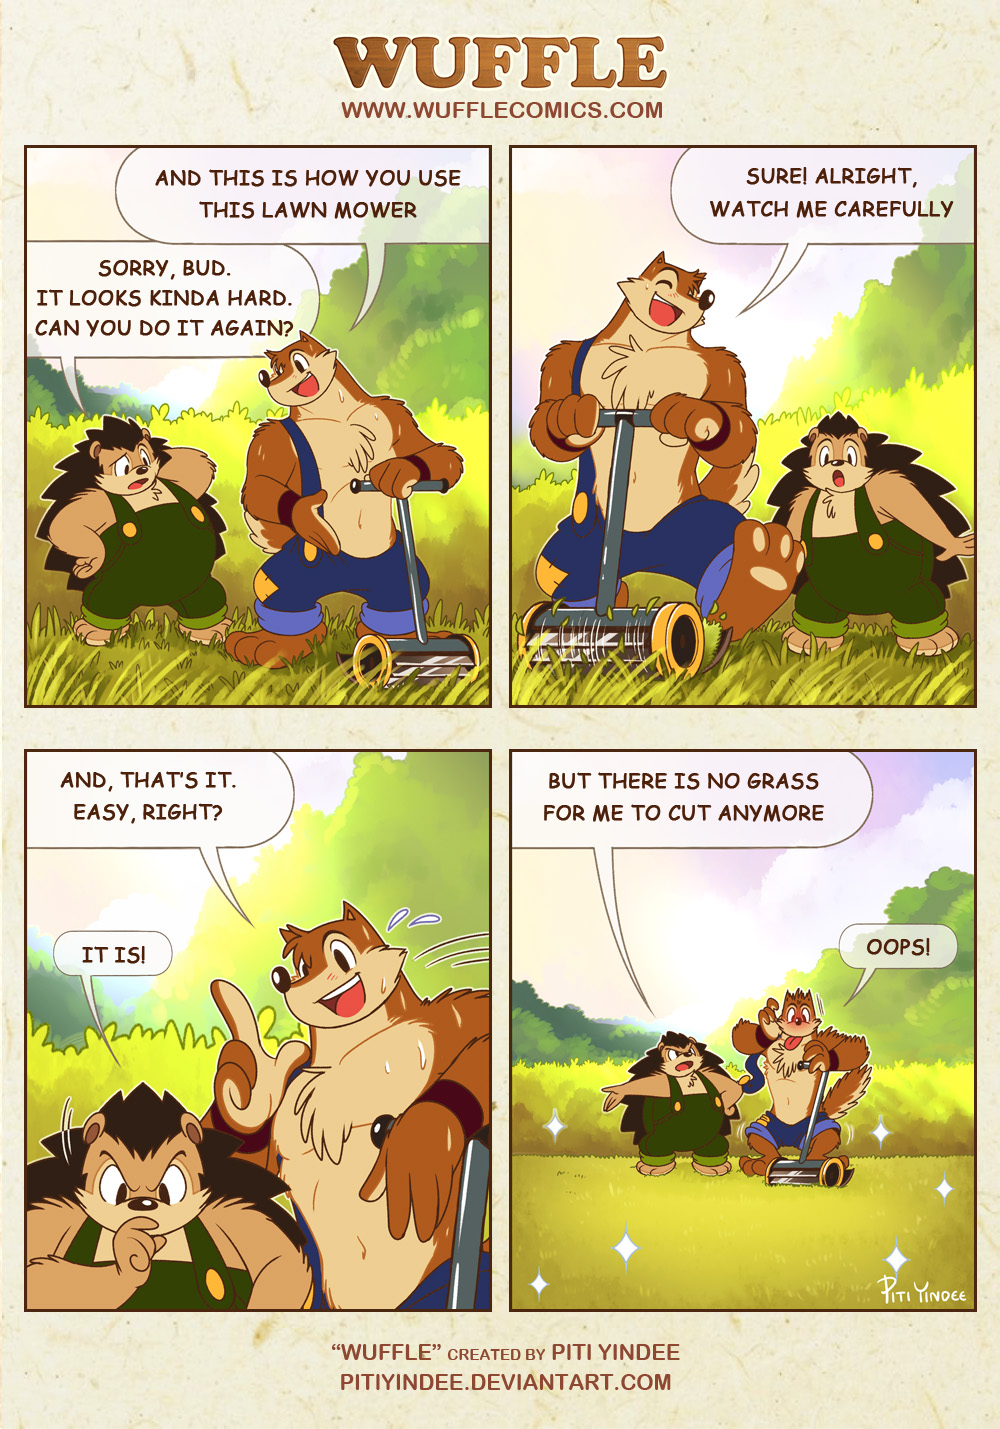 WUFFLE
WWW.WUFFLECOMICS.COM
AND THIS IS HOW YOU USE
THIS LAWN MOWER
SORRY, BUD.
IT LOOKS KINDA HARD.
CAN YOU DO IT AGAIN?
SURE! ALRIGHT,
WATCH ME CAREFULLY
AND, THAT'S IT.
EASY, RIGHT?
IT IS!
BUT THERE IS NO GRASS
FOR ME TO CUT ANYMORE
OOPS!
PITI YINDEE
“WUFFLE” CREATED BY PITI YINDEE
PITIYINDEE.DEVIANTART.COM